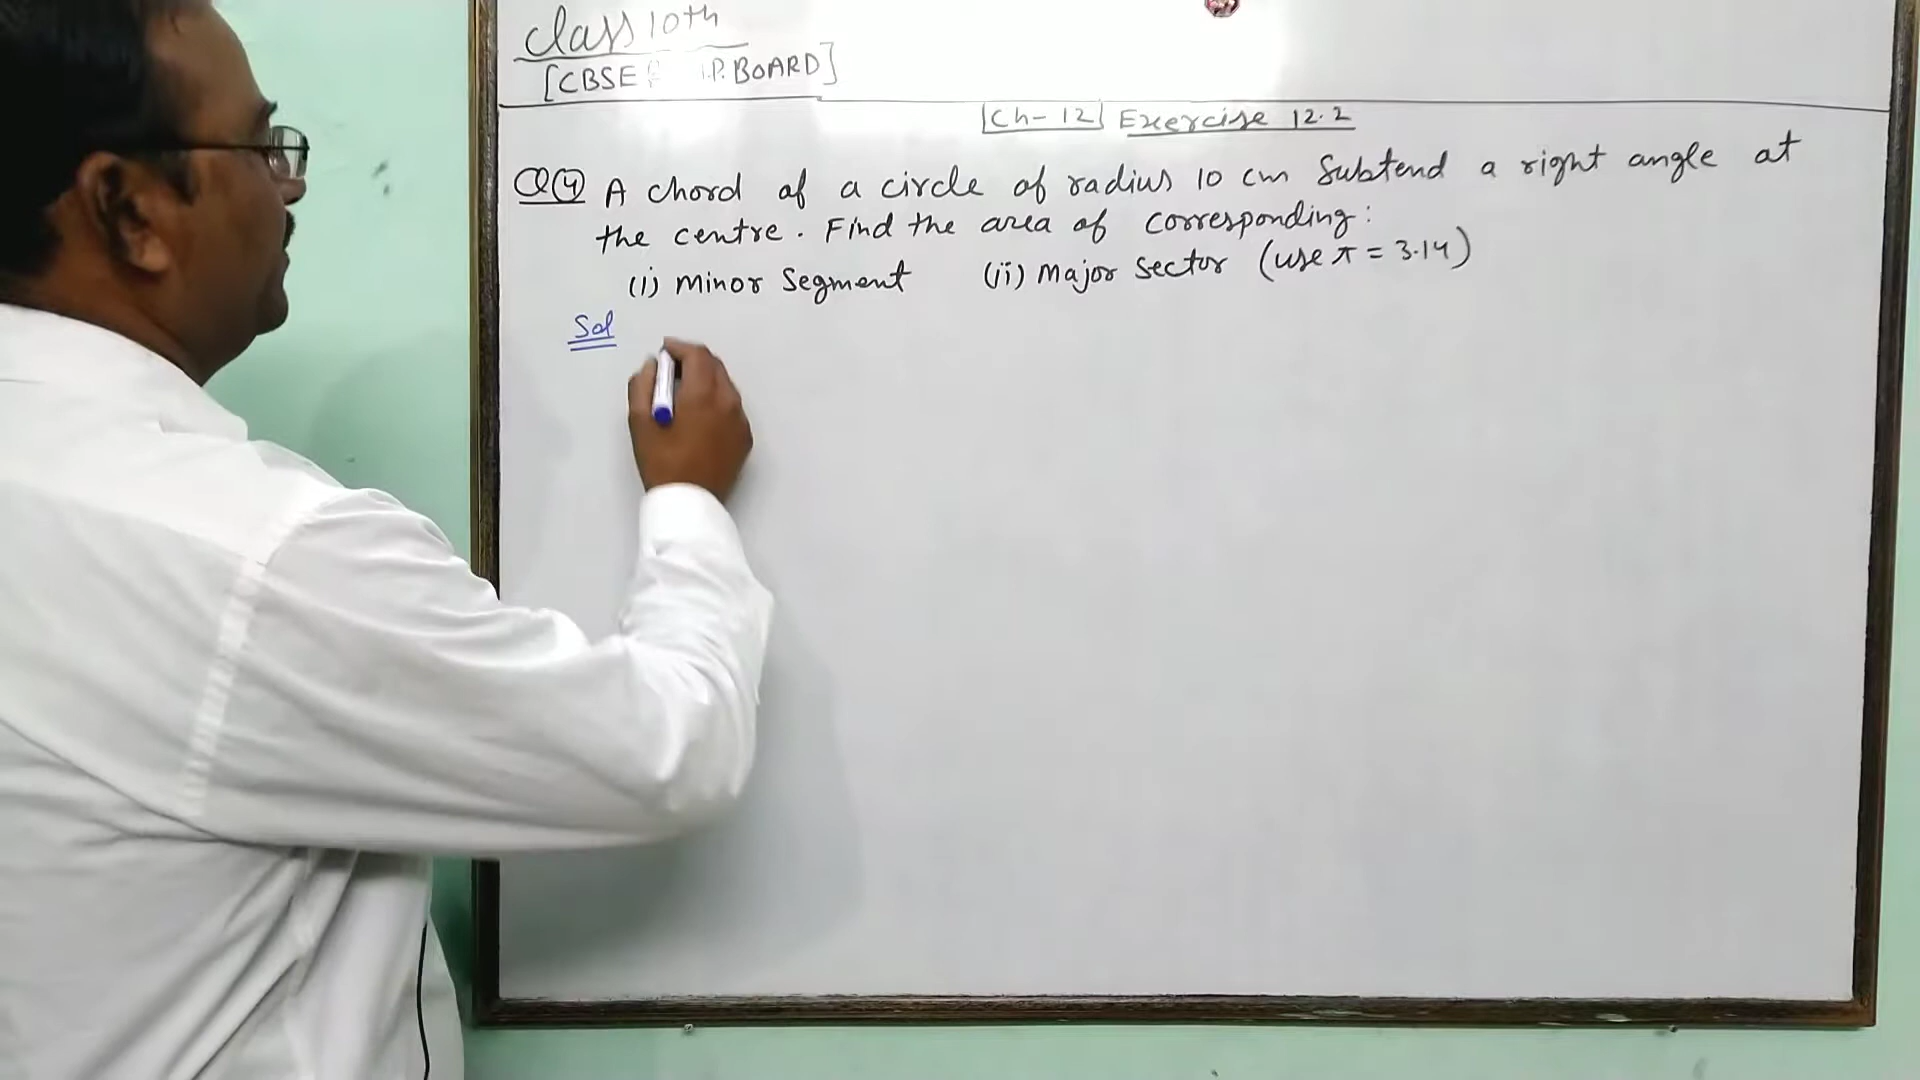 Class 10th
[CBSE .P. BOARD]
Ch- 12 Exercise 12.2
Q(4) A chord of a circle of radius 10 cm Subtend a right angle at
the centre. Find the area of corresponding:
(i) Minor Segment (ii) Major Sector (use π = 3.14)
Sol